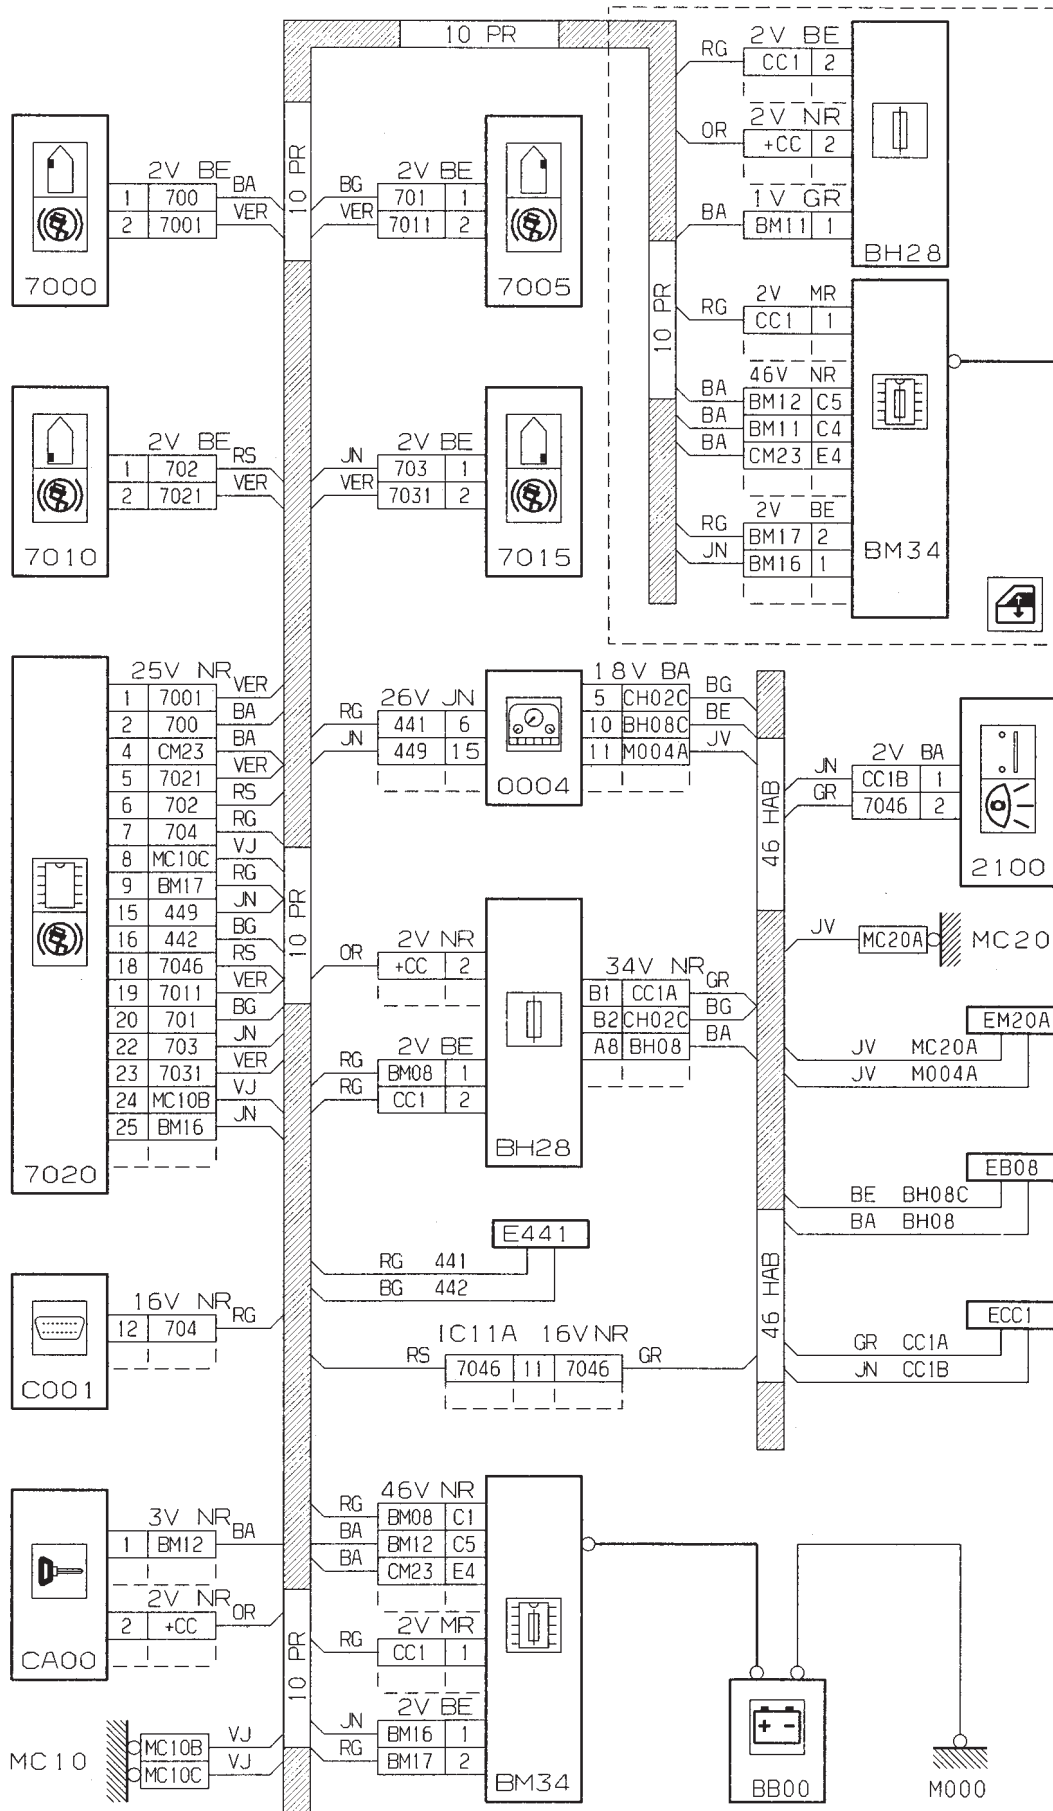 10 PR
RG
2V BE
CC1 2
OR
2V NR
+CC 2
BA
1V GR
BM11 1
BH28
10 PR
2V BE
1 700 BA
2 7001 VER
7000
10 PR
2V BE
BG 701 1
VER 7011 2
7005
2V MR
RG CC1 1
46V NR
BA BM12 C5
BA BM11 C4
BA CM23 E4
2V BE
RG BM17 2
JN BM16 1
BM34
2V BE
1 702 RS
2 7021 VER
7010
2V BE
JN 703 1
VER 7031 2
7015
25V NR
1 7001 VER
2 700 BA
4 CM23 BA
5 7021 VER
6 702 RS
7 704 RG
8 MC10C VJ
9 BM17 RG
15 449 JN
16 442 BG
18 7046 RS
19 7011 VER
20 701 BG
22 703 JN
23 7031 VER
24 MC10B VJ
25 BM16 JN
7020
10 PR
26V JN
RG 441 6
JN 449 15
0004
18V BA
5 CH02C BG
10 BH08C BE
11 M004A JV
46 HAB
2V BA
JN CC1B 1
GR 7046 2
2100
JV MC20A MC20
2V NR
OR +CC 2
2V BE
RG BM08 1
RG CC1 2
BH28
34V NR
B1 CC1A GR
B2 CH02C BG
A8 BH08 BA
EM20A
JV MC20A
JV M004A
EB08
BE BH08C
BA BH08
46 HAB
ECC1
GR CC1A
JN CC1B
E441
RG 441
BG 442
16V NR
12 704 RG
C001
IC11A 16V NR
RS 7046 11 7046 GR
3V NR
1 BM12 BA
2V NR
2 +CC OR
CA00
10 PR
46V NR
RG BM08 C1
BA BM12 C5
BA CM23 E4
2V MR
RG CC1 1
2V BE
JN BM16 1
RG BM17 2
BM34
MC10
MC10B VJ
MC10C VJ
+ -
BB00
M000